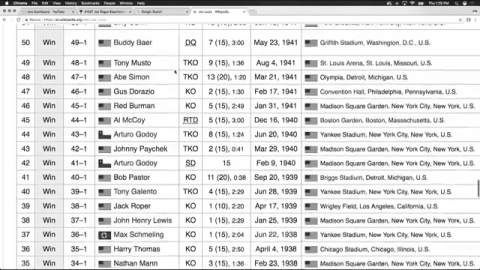 Chrome File Edit View History Bookmarks People Window Help
50 Win 49–1 Buddy Baer DQ 7 (15), 3:00 May 23, 1941 Griffith Stadium, Washington, D.C., U.S.
49 Win 48–1 Tony Musto TKO 9 (15), 1:36 Aug 4, 1941 St. Louis Arena, St. Louis, Missouri, U.S.
48 Win 47–1 Abe Simon TKO 13 (20), 1:20 Mar 21, 1941 Olympia, Detroit, Michigan, U.S.
47 Win 46–1 Gus Dorazio KO 2 (15), 1:30 Feb 17, 1941 Convention Hall, Philadelphia, Pennsylvania, U.S.
46 Win 45–1 Red Burman KO 5 (15), 2:49 Jan 31, 1941 Madison Square Garden, New York City, New York, U.S.
45 Win 44–1 Al McCoy RTD 5 (15), 3:00 Dec 16, 1940 Boston Garden, Boston, Massachusetts, U.S.
44 Win 43–1 Arturo Godoy TKO 8 (15), 1:24 Jun 20, 1940 Yankee Stadium, New York City, New York, U.S.
43 Win 42–1 Johnny Paychek TKO 2 (15), 0:41 Mar 29, 1940 Madison Square Garden, New York City, New York, U.S.
42 Win 41–1 Arturo Godoy SD 15 Feb 9, 1940 Madison Square Garden, New York City, New York, U.S.
41 Win 40–1 Bob Pastor KO 11 (20), 0:38 Sep 20, 1939 Briggs Stadium, Detroit, Michigan, U.S.
40 Win 39–1 Tony Galento TKO 4 (15), 2:29 Jun 28, 1939 Yankee Stadium, New York City, New York, U.S.
39 Win 38–1 Jack Roper KO 1 (10), 2:20 Apr 17, 1939 Wrigley Field, Los Angeles, California, U.S.
38 Win 37–1 John Henry Lewis KO 1 (15), 2:29 Jan 25, 1939 Madison Square Garden, New York City, New York, U.S.
37 Win 36–1 Max Schmeling KO 1 (15), 2:04 Jun 22, 1938 Yankee Stadium, New York City, New York, U.S.
36 Win 35–1 Harry Thomas KO 5 (15), 2:50 Apr 4, 1938 Chicago Stadium, Chicago, Illinois, U.S.
35 Win 34–1 Nathan Mann KO 3 (15), 1:36 Feb 23, 1938 Madison Square Garden, New York City, New York, U.S.